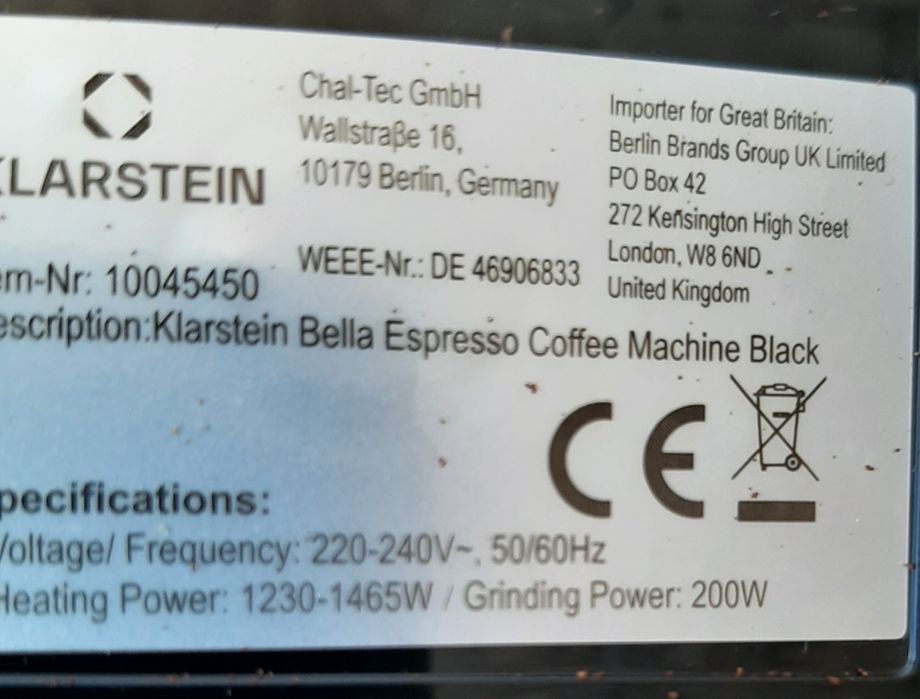 KLARSTEIN
Chal-Tec GmbH
Wallstraße 16,
10179 Berlin, Germany
WEEE-Nr.: DE 46906833
Importer for Great Britain:
Berlin Brands Group UK Limited
PO Box 42
272 Kensington High Street
London, W8 6ND
United Kingdom
em-Nr: 10045450
escription:Klarstein Bella Espresso Coffee Machine Black
CE
pecifications:
Voltage/ Frequency: 220-240V~, 50/60Hz
Heating Power: 1230-1465W / Grinding Power: 200W